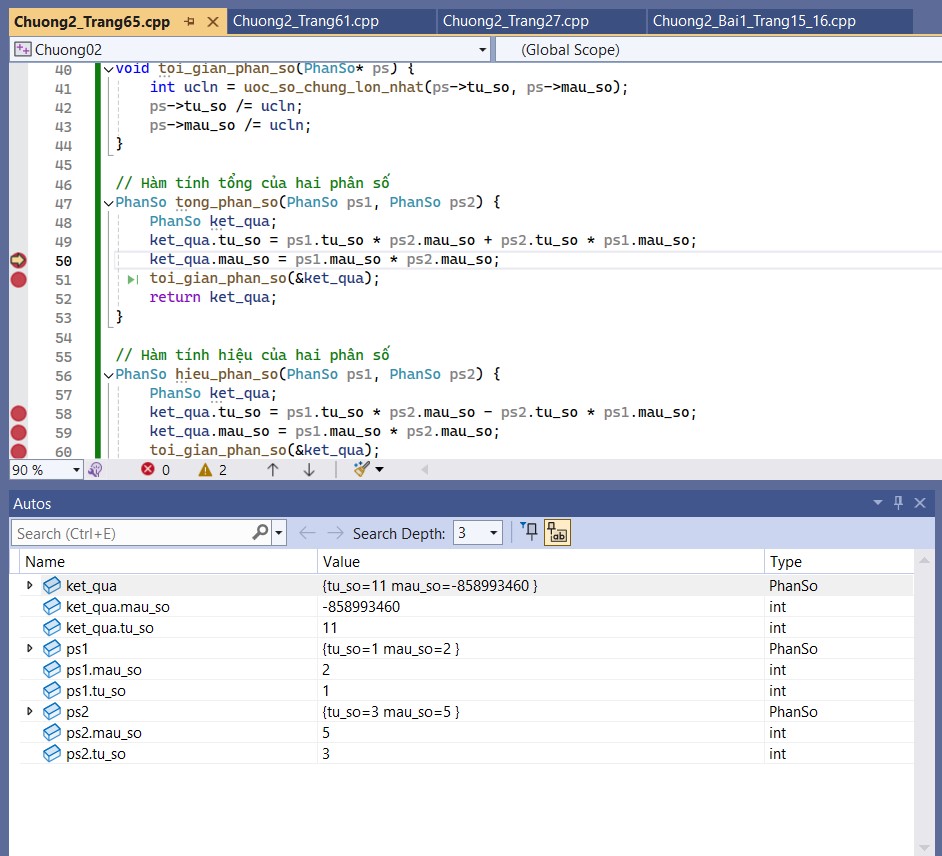 Chuong2_Trang65.cpp Chuong2_Trang61.cpp Chuong2_Trang27.cpp Chuong2_Bai1_Trang15_16.cpp
Chuong02 (Global Scope)
40 void toi_gian_phan_so(PhanSo* ps) {
41 int ucln = uoc_so_chung_lon_nhat(ps->tu_so, ps->mau_so);
42 ps->tu_so /= ucln;
43 ps->mau_so /= ucln;
44 }
45
46 // Hàm tính tổng của hai phân số
47 PhanSo tong_phan_so(PhanSo ps1, PhanSo ps2) {
48 PhanSo ket_qua;
49 ket_qua.tu_so = ps1.tu_so * ps2.mau_so + ps2.tu_so * ps1.mau_so;
50 ket_qua.mau_so = ps1.mau_so * ps2.mau_so;
51 toi_gian_phan_so(&ket_qua);
52 return ket_qua;
53 }
54
55 // Hàm tính hiệu của hai phân số
56 PhanSo hieu_phan_so(PhanSo ps1, PhanSo ps2) {
57 PhanSo ket_qua;
58 ket_qua.tu_so = ps1.tu_so * ps2.mau_so - ps2.tu_so * ps1.mau_so;
59 ket_qua.mau_so = ps1.mau_so * ps2.mau_so;
60 toi_gian_phan_so(&ket_qua);
90 % 0 2
Autos
Search (Ctrl+E) Search Depth: 3
Name Value Type
ket_qua {tu_so=11 mau_so=-858993460 } PhanSo
ket_qua.mau_so -858993460 int
ket_qua.tu_so 11 int
ps1 {tu_so=1 mau_so=2 } PhanSo
ps1.mau_so 2 int
ps1.tu_so 1 int
ps2 {tu_so=3 mau_so=5 } PhanSo
ps2.mau_so 5 int
ps2.tu_so 3 int